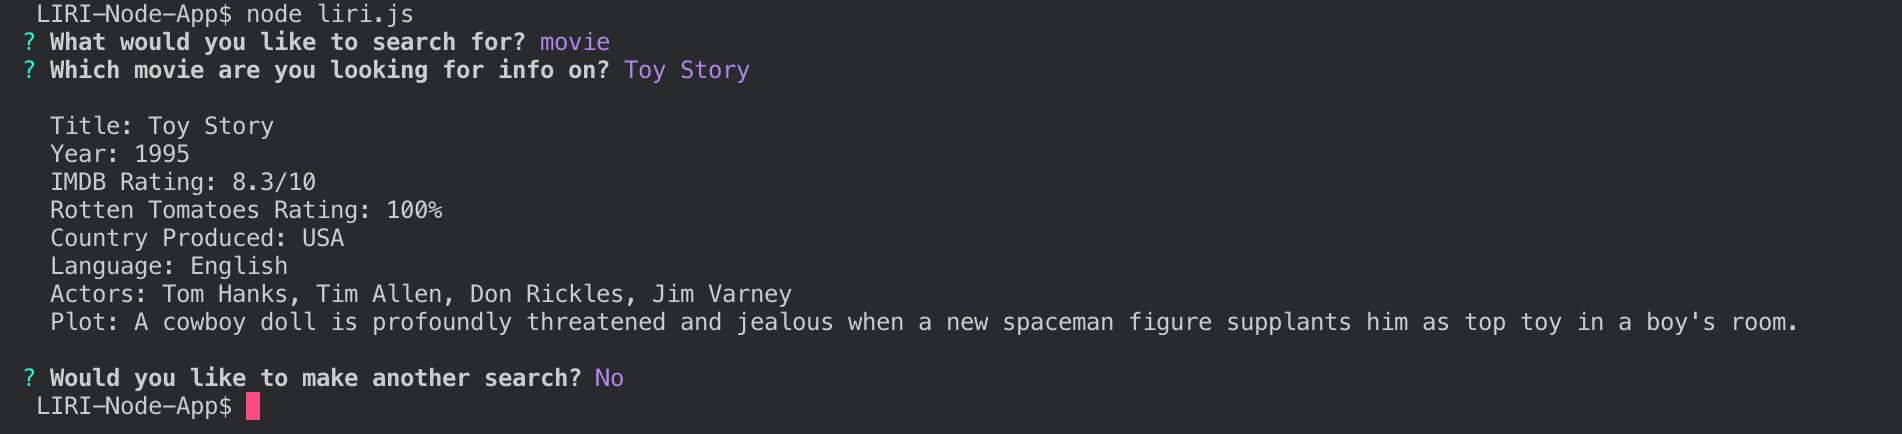 LIRI-Node-App$ node liri.js
? What would you like to search for? movie
? Which movie are you looking for info on? Toy Story
Title: Toy Story
Year: 1995
IMDB Rating: 8.3/10
Rotten Tomatoes Rating: 100%
Country Produced: USA
Language: English
Actors: Tom Hanks, Tim Allen, Don Rickles, Jim Varney
Plot: A cowboy doll is profoundly threatened and jealous when a new spaceman figure supplants him as top toy in a boy's room.
? Would you like to make another search? No
LIRI-Node-App$